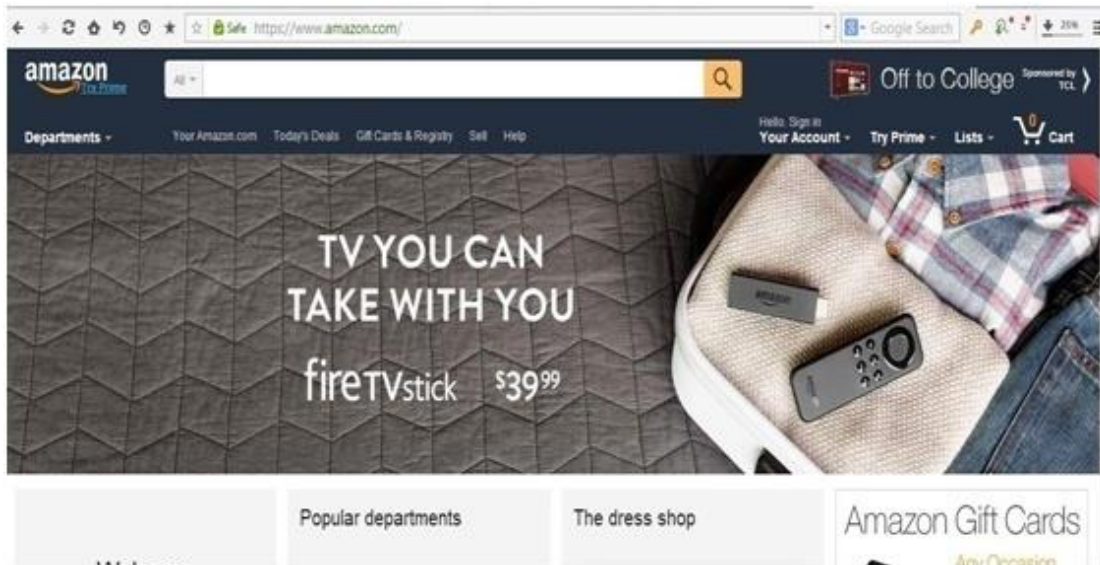 Safe https://www.amazon.com/
Google Search
20%
amazon
Try Prime
All
Off to College
Sponsored by
TCL
Departments
Your Amazon.com Today's Deals Gift Cards & Registry Sell Help
Hello. Sign in
Your Account Try Prime Lists 0 Cart
TV YOU CAN
TAKE WITH YOU
fireTVstick $39.99
amazon
Popular departments
The dress shop
Amazon Gift Cards
Any Occasion